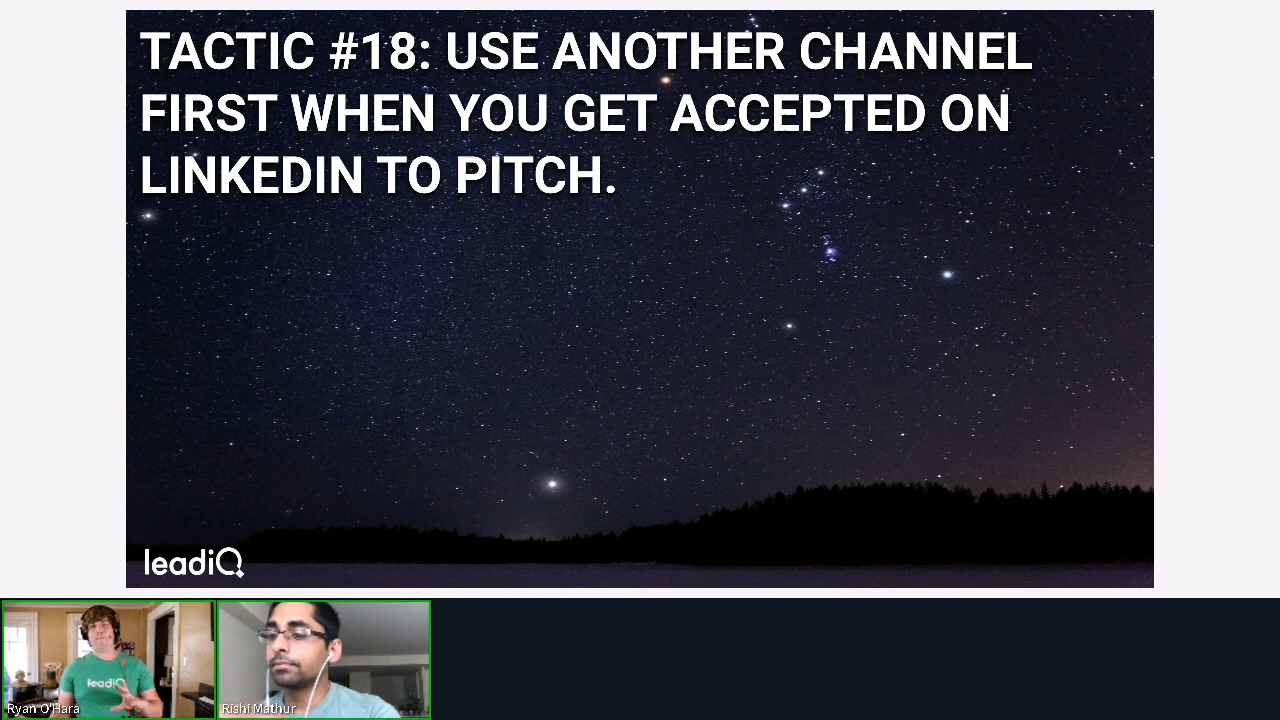 TACTIC #18: USE ANOTHER CHANNEL
FIRST WHEN YOU GET ACCEPTED ON
LINKEDIN TO PITCH.
leadiQ
leadiQ
Ryan O'Hara
Rishi Mathur